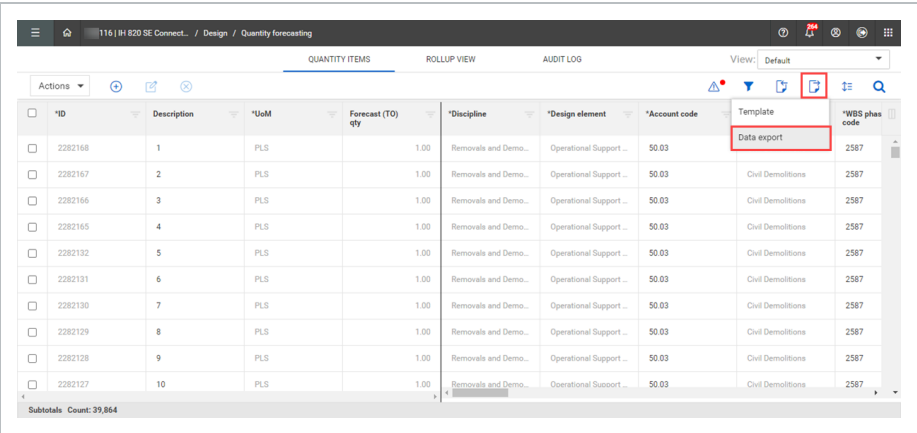 116 | IH 820 SE Connect... / Design / Quantity forecasting 264
QUANTITY ITEMS ROLLUP VIEW AUDIT LOG View: Default
Actions
*ID Description *UoM Forecast (TO) qty *Discipline *Design element *Account code *WBS phas code
Template
Data export
2282168 1 PLS 1.00 Removals and Demo... Operational Support ... 50.03 Civil Demolitions 2587
2282167 2 PLS 1.00 Removals and Demo... Operational Support ... 50.03 Civil Demolitions 2587
2282166 3 PLS 1.00 Removals and Demo... Operational Support ... 50.03 Civil Demolitions 2587
2282165 4 PLS 1.00 Removals and Demo... Operational Support ... 50.03 Civil Demolitions 2587
2282132 5 PLS 1.00 Removals and Demo... Operational Support ... 50.03 Civil Demolitions 2587
2282131 6 PLS 1.00 Removals and Demo... Operational Support ... 50.03 Civil Demolitions 2587
2282130 7 PLS 1.00 Removals and Demo... Operational Support ... 50.03 Civil Demolitions 2587
2282129 8 PLS 1.00 Removals and Demo... Operational Support ... 50.03 Civil Demolitions 2587
2282128 9 PLS 1.00 Removals and Demo... Operational Support ... 50.03 Civil Demolitions 2587
2282127 10 PLS 1.00 Removals and Demo... Operational Support ... 50.03 Civil Demolitions 2587
Subtotals Count: 39,864